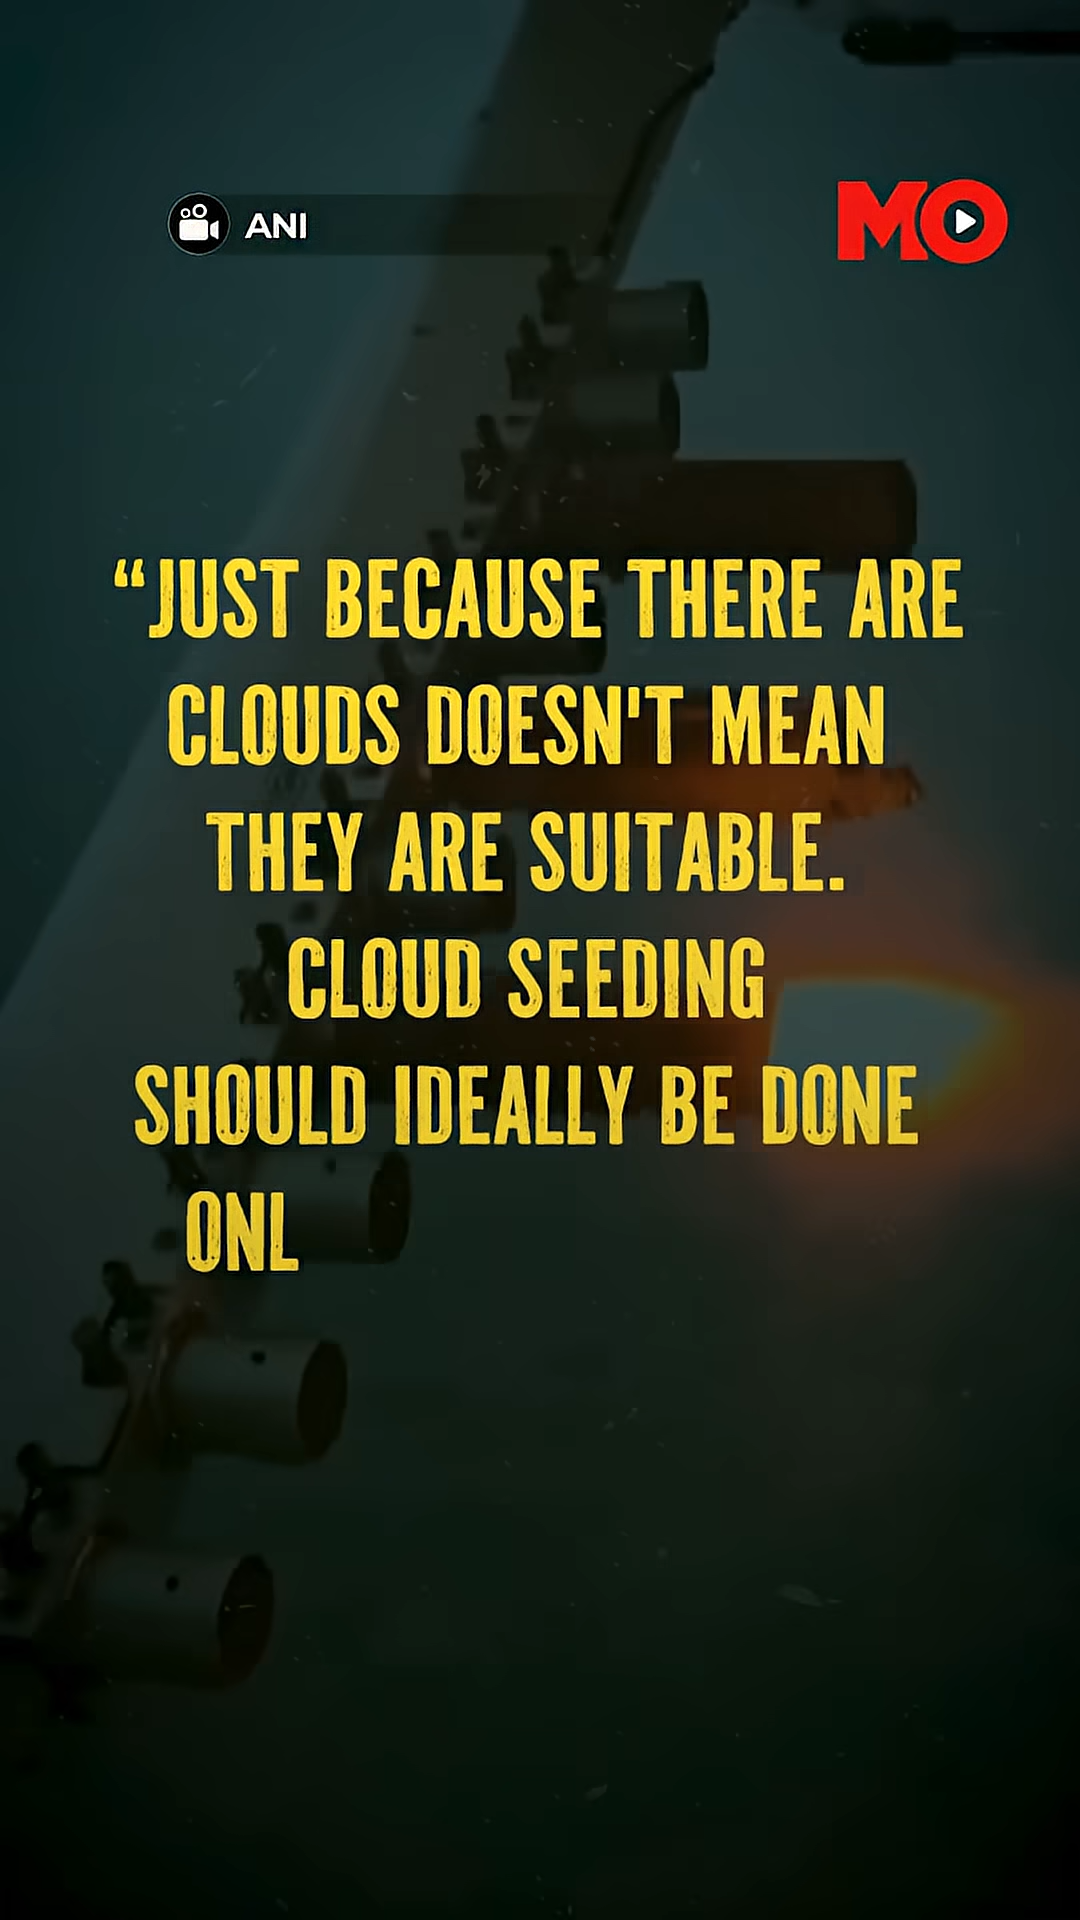 ANI
MO
“JUST BECAUSE THERE ARE
CLOUDS DOESN'T MEAN
THEY ARE SUITABLE.
CLOUD SEEDING
SHOULD IDEALLY BE DONE
ONL